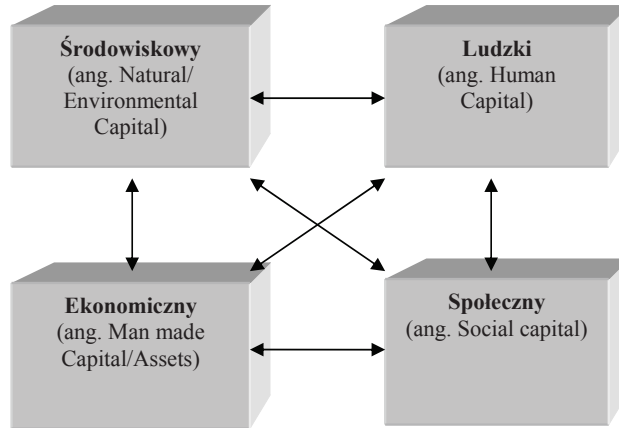 Środowiskowy
(ang. Natural/
Environmental
Capital)
Ludzki
(ang. Human
Capital)
Ekonomiczny
(ang. Man made
Capital/Assets)
Społeczny
(ang. Social capital)